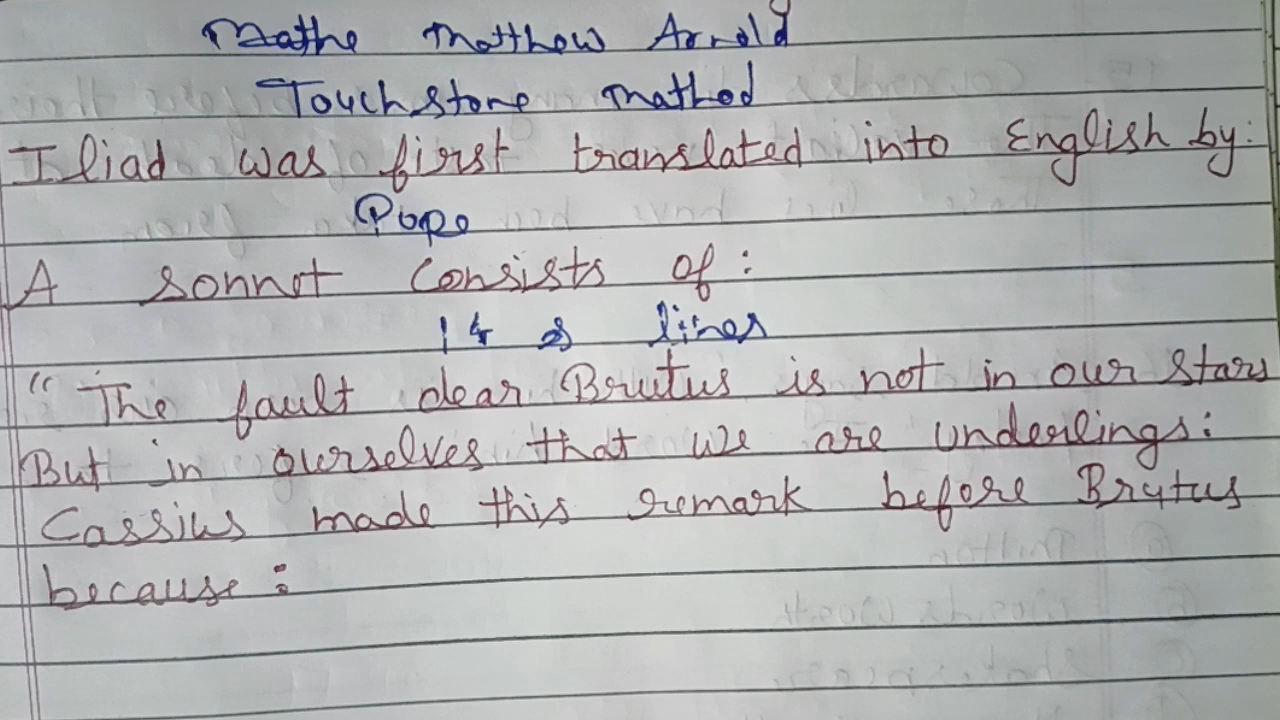 Mathe Matthew Arnold
Touchstone Mathod
Iliad was first translated into English by:
Pope
A sonnet consists of:
14 lines
"The fault dear Brutus is not in our stars
But in ourselves that we are underlings:
Cassius made this remark before Brutus
because: